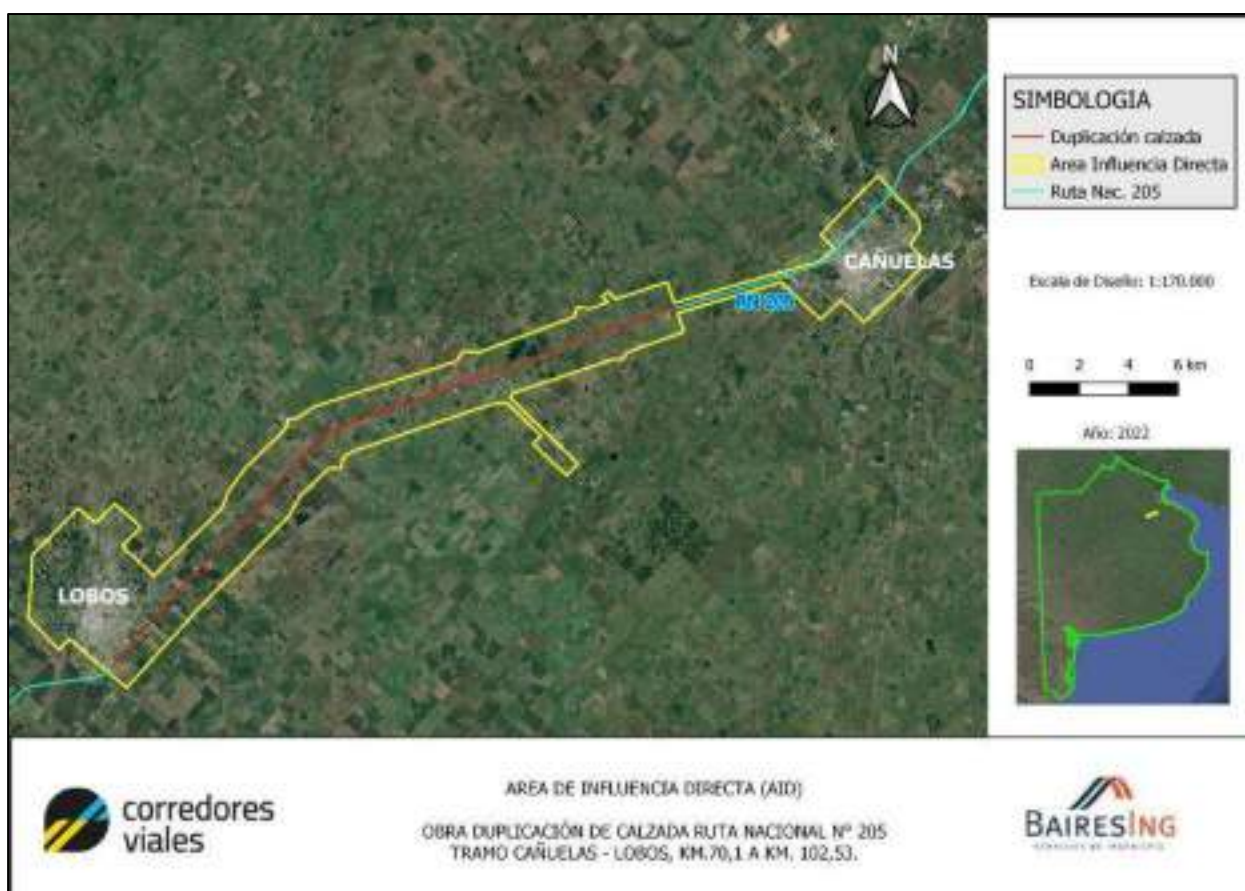 N
CAÑUELAS
LOBOS
SIMBOLOGIA
Duplicación calzada
Area Influencia Directa
Ruta Nac. 205
Escala de Diseño: 1:170.000
0 2 4 6 km
Año: 2022
corredores
viales
AREA DE INFLUENCIA DIRECTA (AID)
OBRA DUPLICACIÓN DE CALZADA RUTA NACIONAL N° 205
TRAMO CAÑUELAS - LOBOS, KM.70,1 A KM. 102,53.
BAIRESING